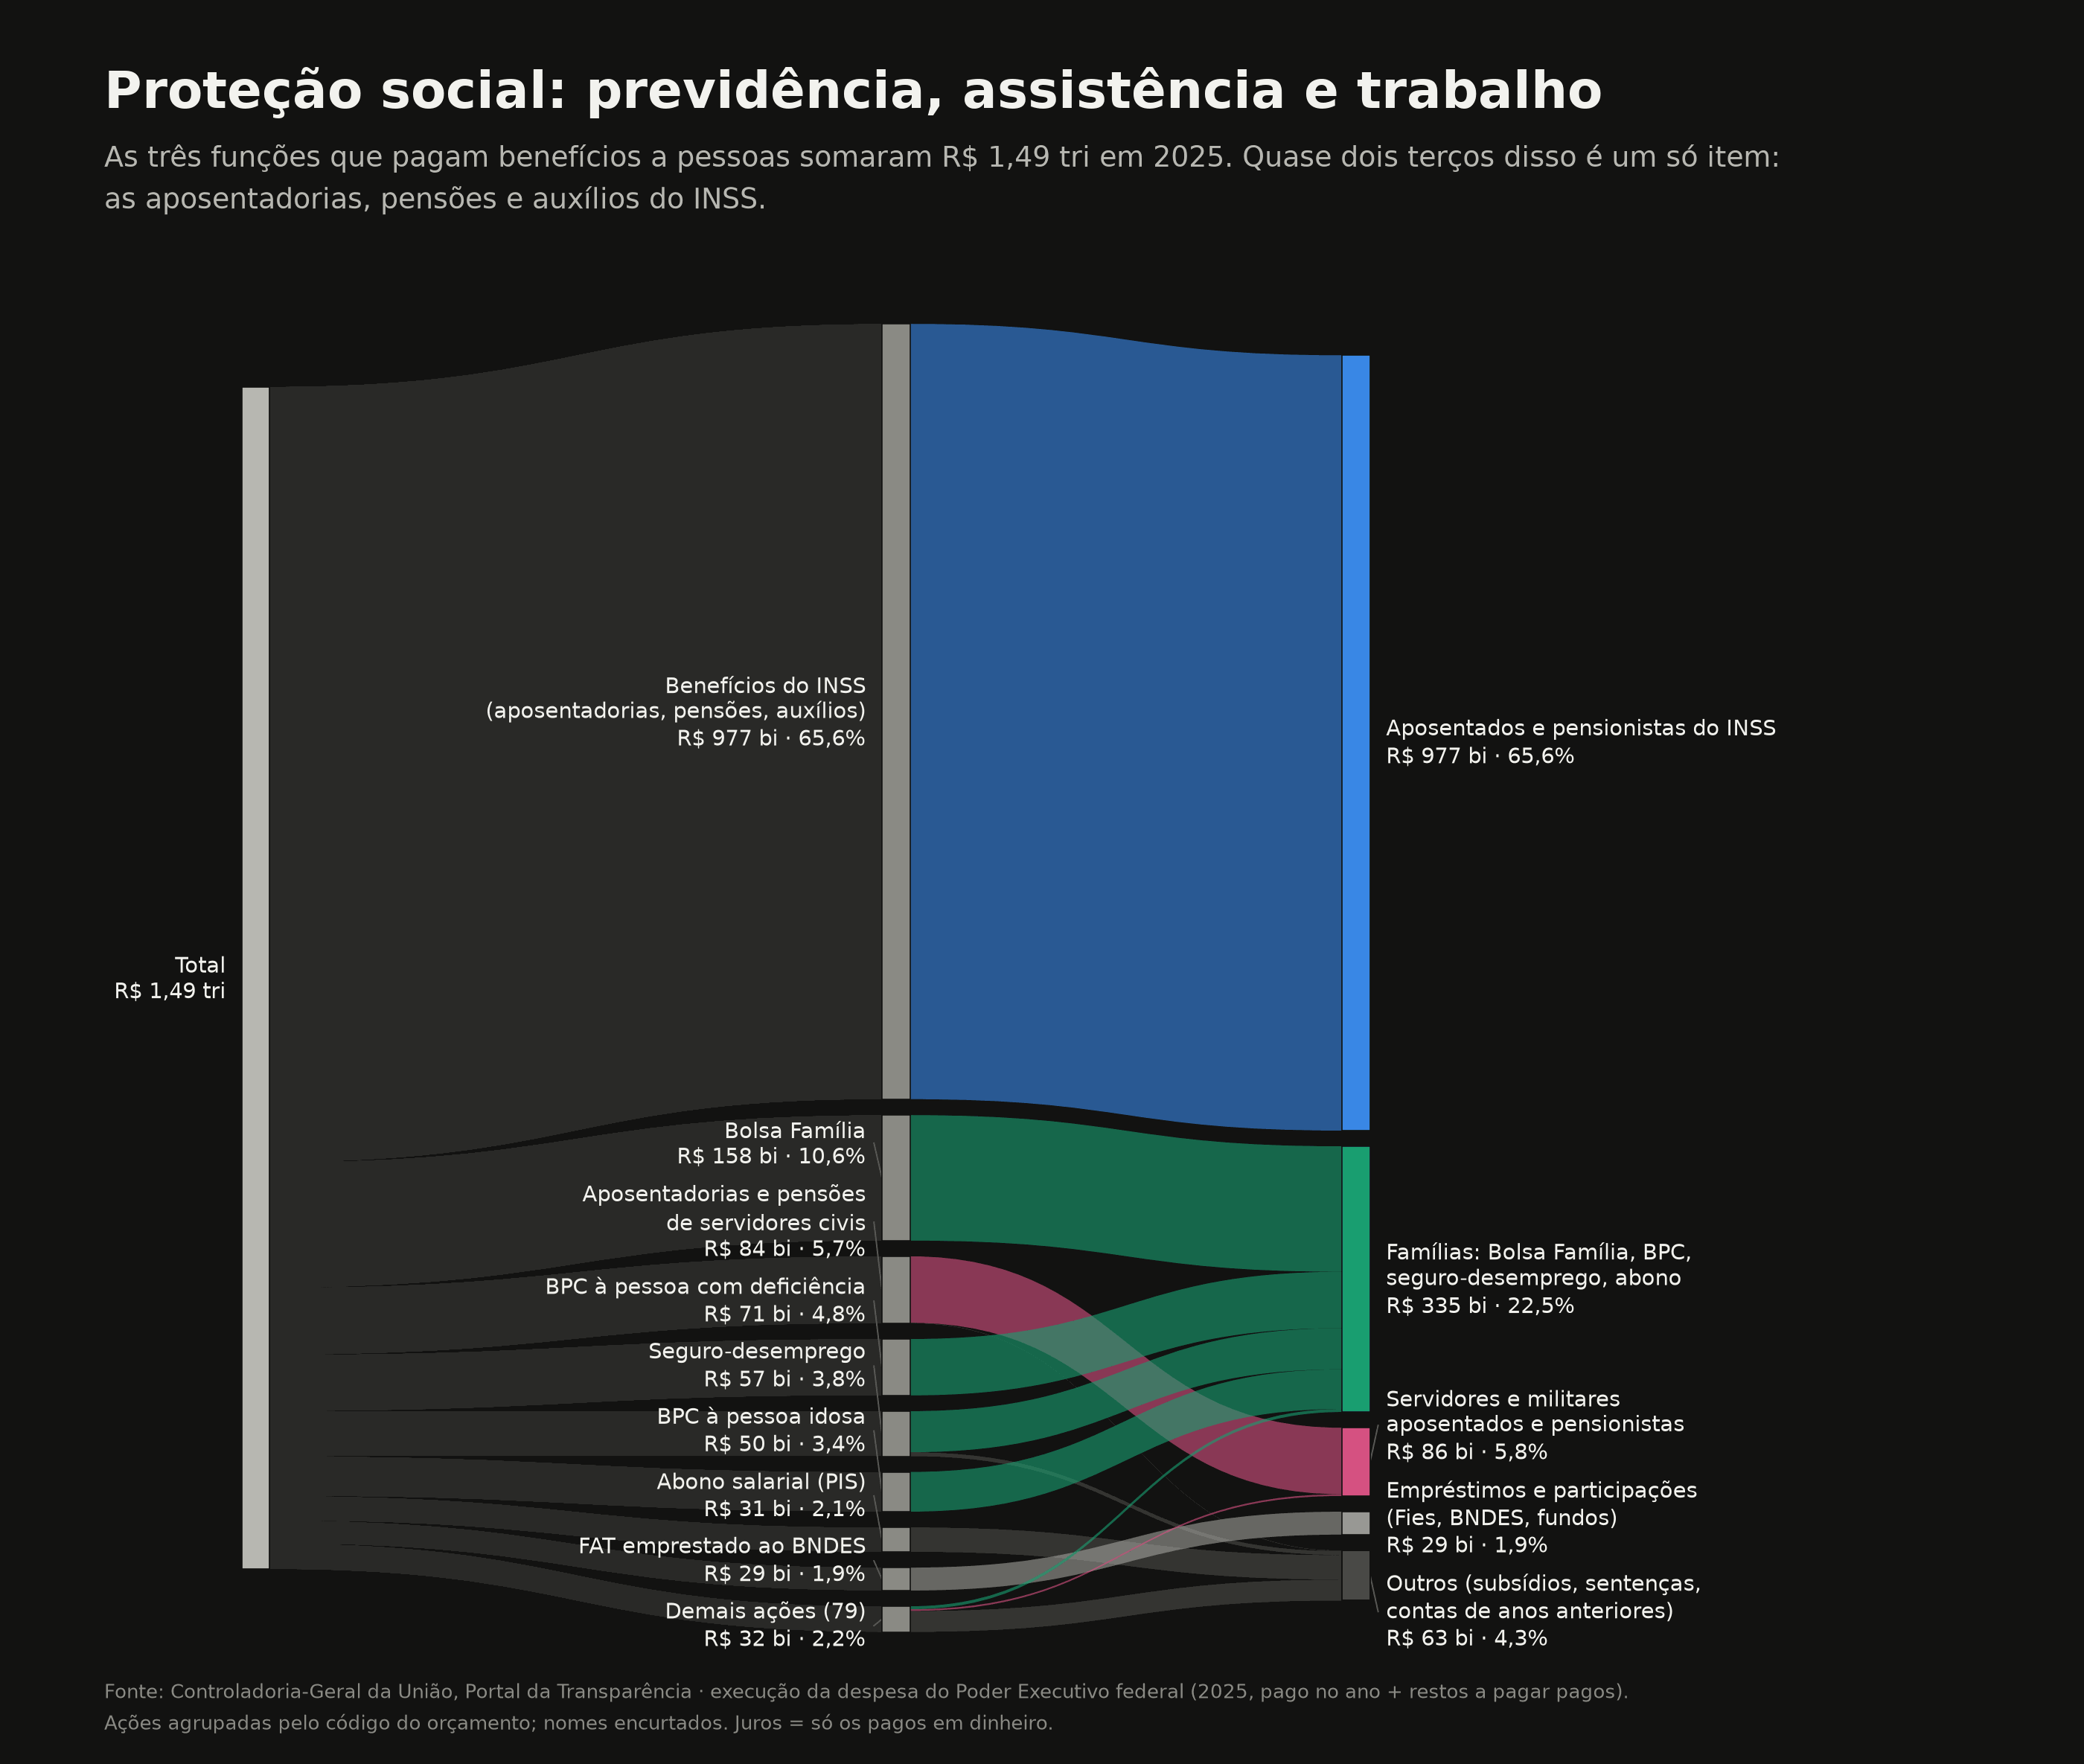 Proteção social: previdência, assistência e trabalho
As três funções que pagam benefícios a pessoas somaram R$ 1,49 tri em 2025. Quase dois terços disso é um só item:
as aposentadorias, pensões e auxílios do INSS.
Total
R$ 1,49 tri
Benefícios do INSS
(aposentadorias, pensões, auxílios)
R$ 977 bi · 65,6%
Bolsa Família
R$ 158 bi · 10,6%
Aposentadorias e pensões
de servidores civis
R$ 84 bi · 5,7%
BPC à pessoa com deficiência
R$ 71 bi · 4,8%
Seguro-desemprego
R$ 57 bi · 3,8%
BPC à pessoa idosa
R$ 50 bi · 3,4%
Abono salarial (PIS)
R$ 31 bi · 2,1%
FAT emprestado ao BNDES
R$ 29 bi · 1,9%
Demais ações (79)
R$ 32 bi · 2,2%
Aposentados e pensionistas do INSS
R$ 977 bi · 65,6%
Famílias: Bolsa Família, BPC,
seguro-desemprego, abono
R$ 335 bi · 22,5%
Servidores e militares
aposentados e pensionistas
R$ 86 bi · 5,8%
Empréstimos e participações
(Fies, BNDES, fundos)
R$ 29 bi · 1,9%
Outros (subsídios, sentenças,
contas de anos anteriores)
R$ 63 bi · 4,3%
Fonte: Controladoria-Geral da União, Portal da Transparência · execução da despesa do Poder Executivo federal (2025, pago no ano + restos a pagar pagos).
Ações agrupadas pelo código do orçamento; nomes encurtados. Juros = só os pagos em dinheiro.